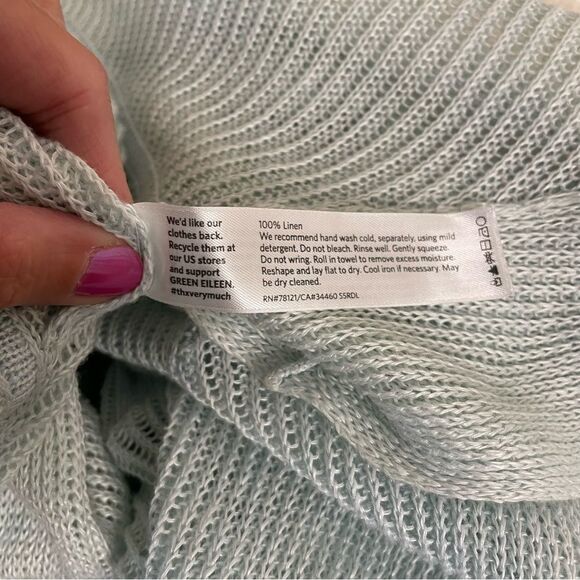 We'd like our
clothes back.
Recycle them at
our US stores
and support
GREEN EILEEN.
#thxverymuch
100% Linen
We recommend hand wash cold, separately, using mild
detergent. Do not bleach. Rinse well. Gently squeeze.
Do not wring. Roll in towel to remove excess moisture.
Reshape and lay flat to dry. Cool iron if necessary. May
be dry cleaned.
RN#78121/CA#34460 SSRDL